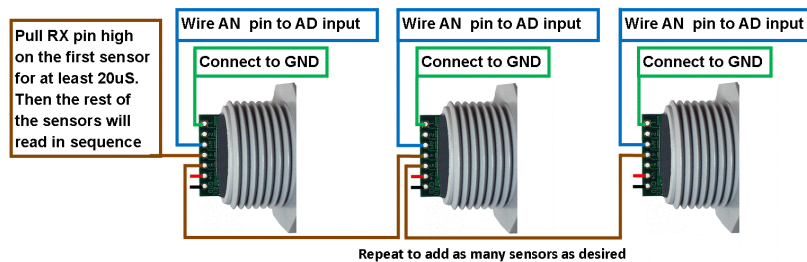 Pull RX pin high
on the first sensor
for at least 20uS.
Then the rest of
the sensors will
read in sequence
Wire AN  pin to AD input
Connect to GND
Wire AN  pin to AD input
Connect to GND
Wire AN  pin to AD input
Connect to GND
Repeat to add as many sensors as desired